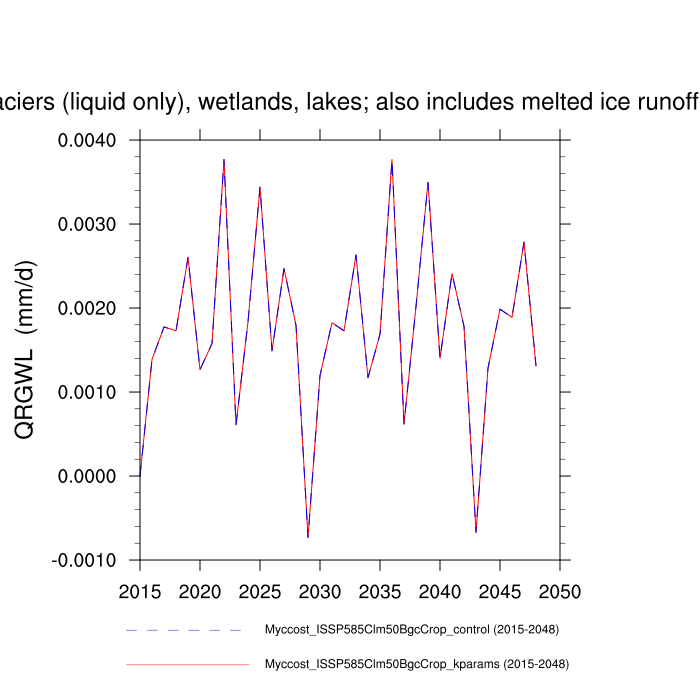 (liquid only), wetlands, lakes; also includes melted ice runoff
0.0040
0.0030
0.0020
0.0010
0.0000
-0.0010
QRGWL (mm/d)
2015 2020 2025 2030 2035 2040 2045 2050
Myccost_ISSP585Clm50BgcCrop_control (2015-2048)
Myccost_ISSP585Clm50BgcCrop_kparams (2015-2048)